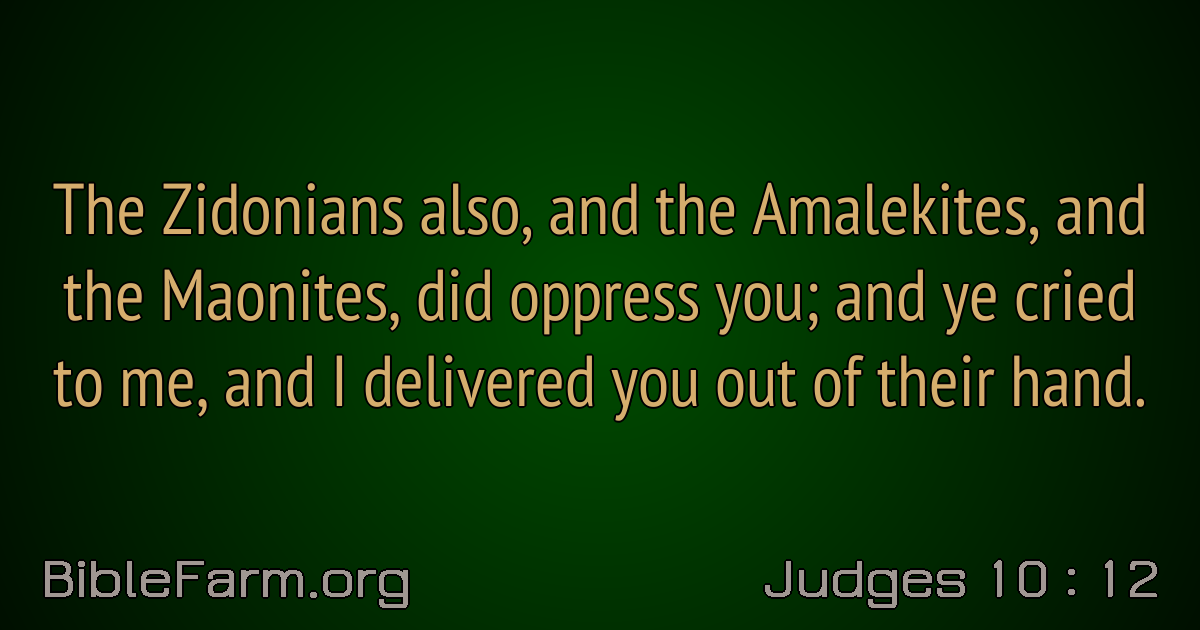 The Zidonians also, and the Amalekites, and
the Maonites, did oppress you; and ye cried
to me, and I delivered you out of their hand.
BibleFarm.org
Judges 10 : 12